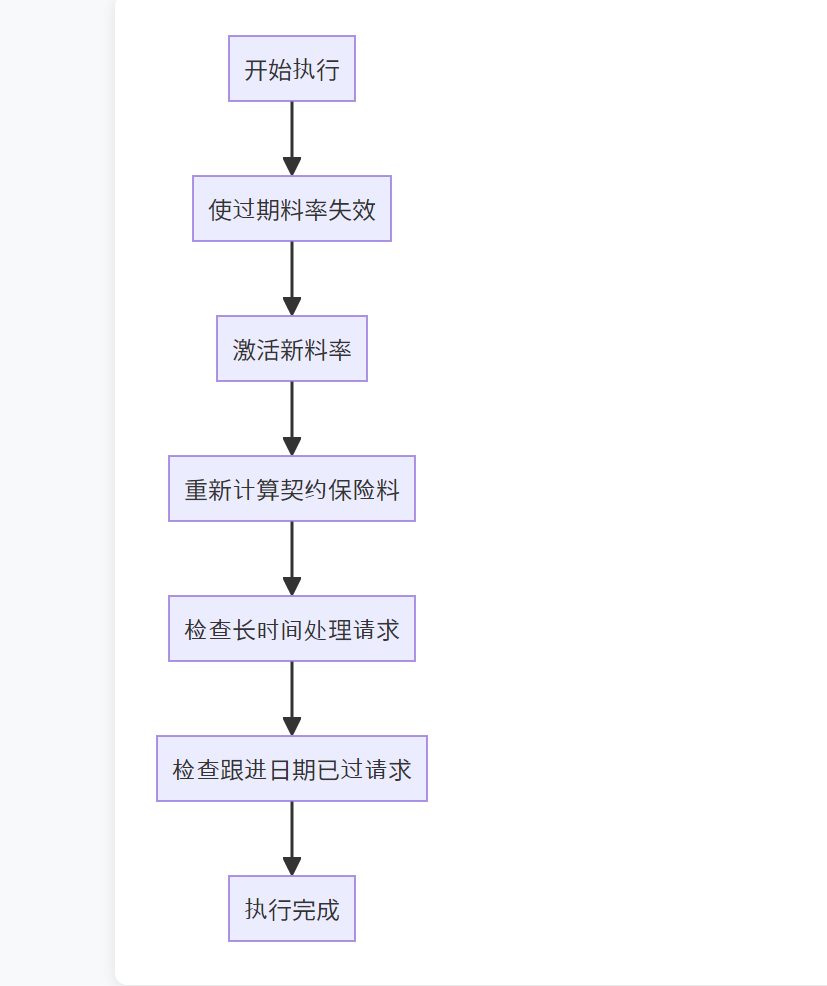 开始执行
使过期料率失效
激活新料率
重新计算契约保险料
检查长时间处理请求
检查跟进日期已过请求
执行完成